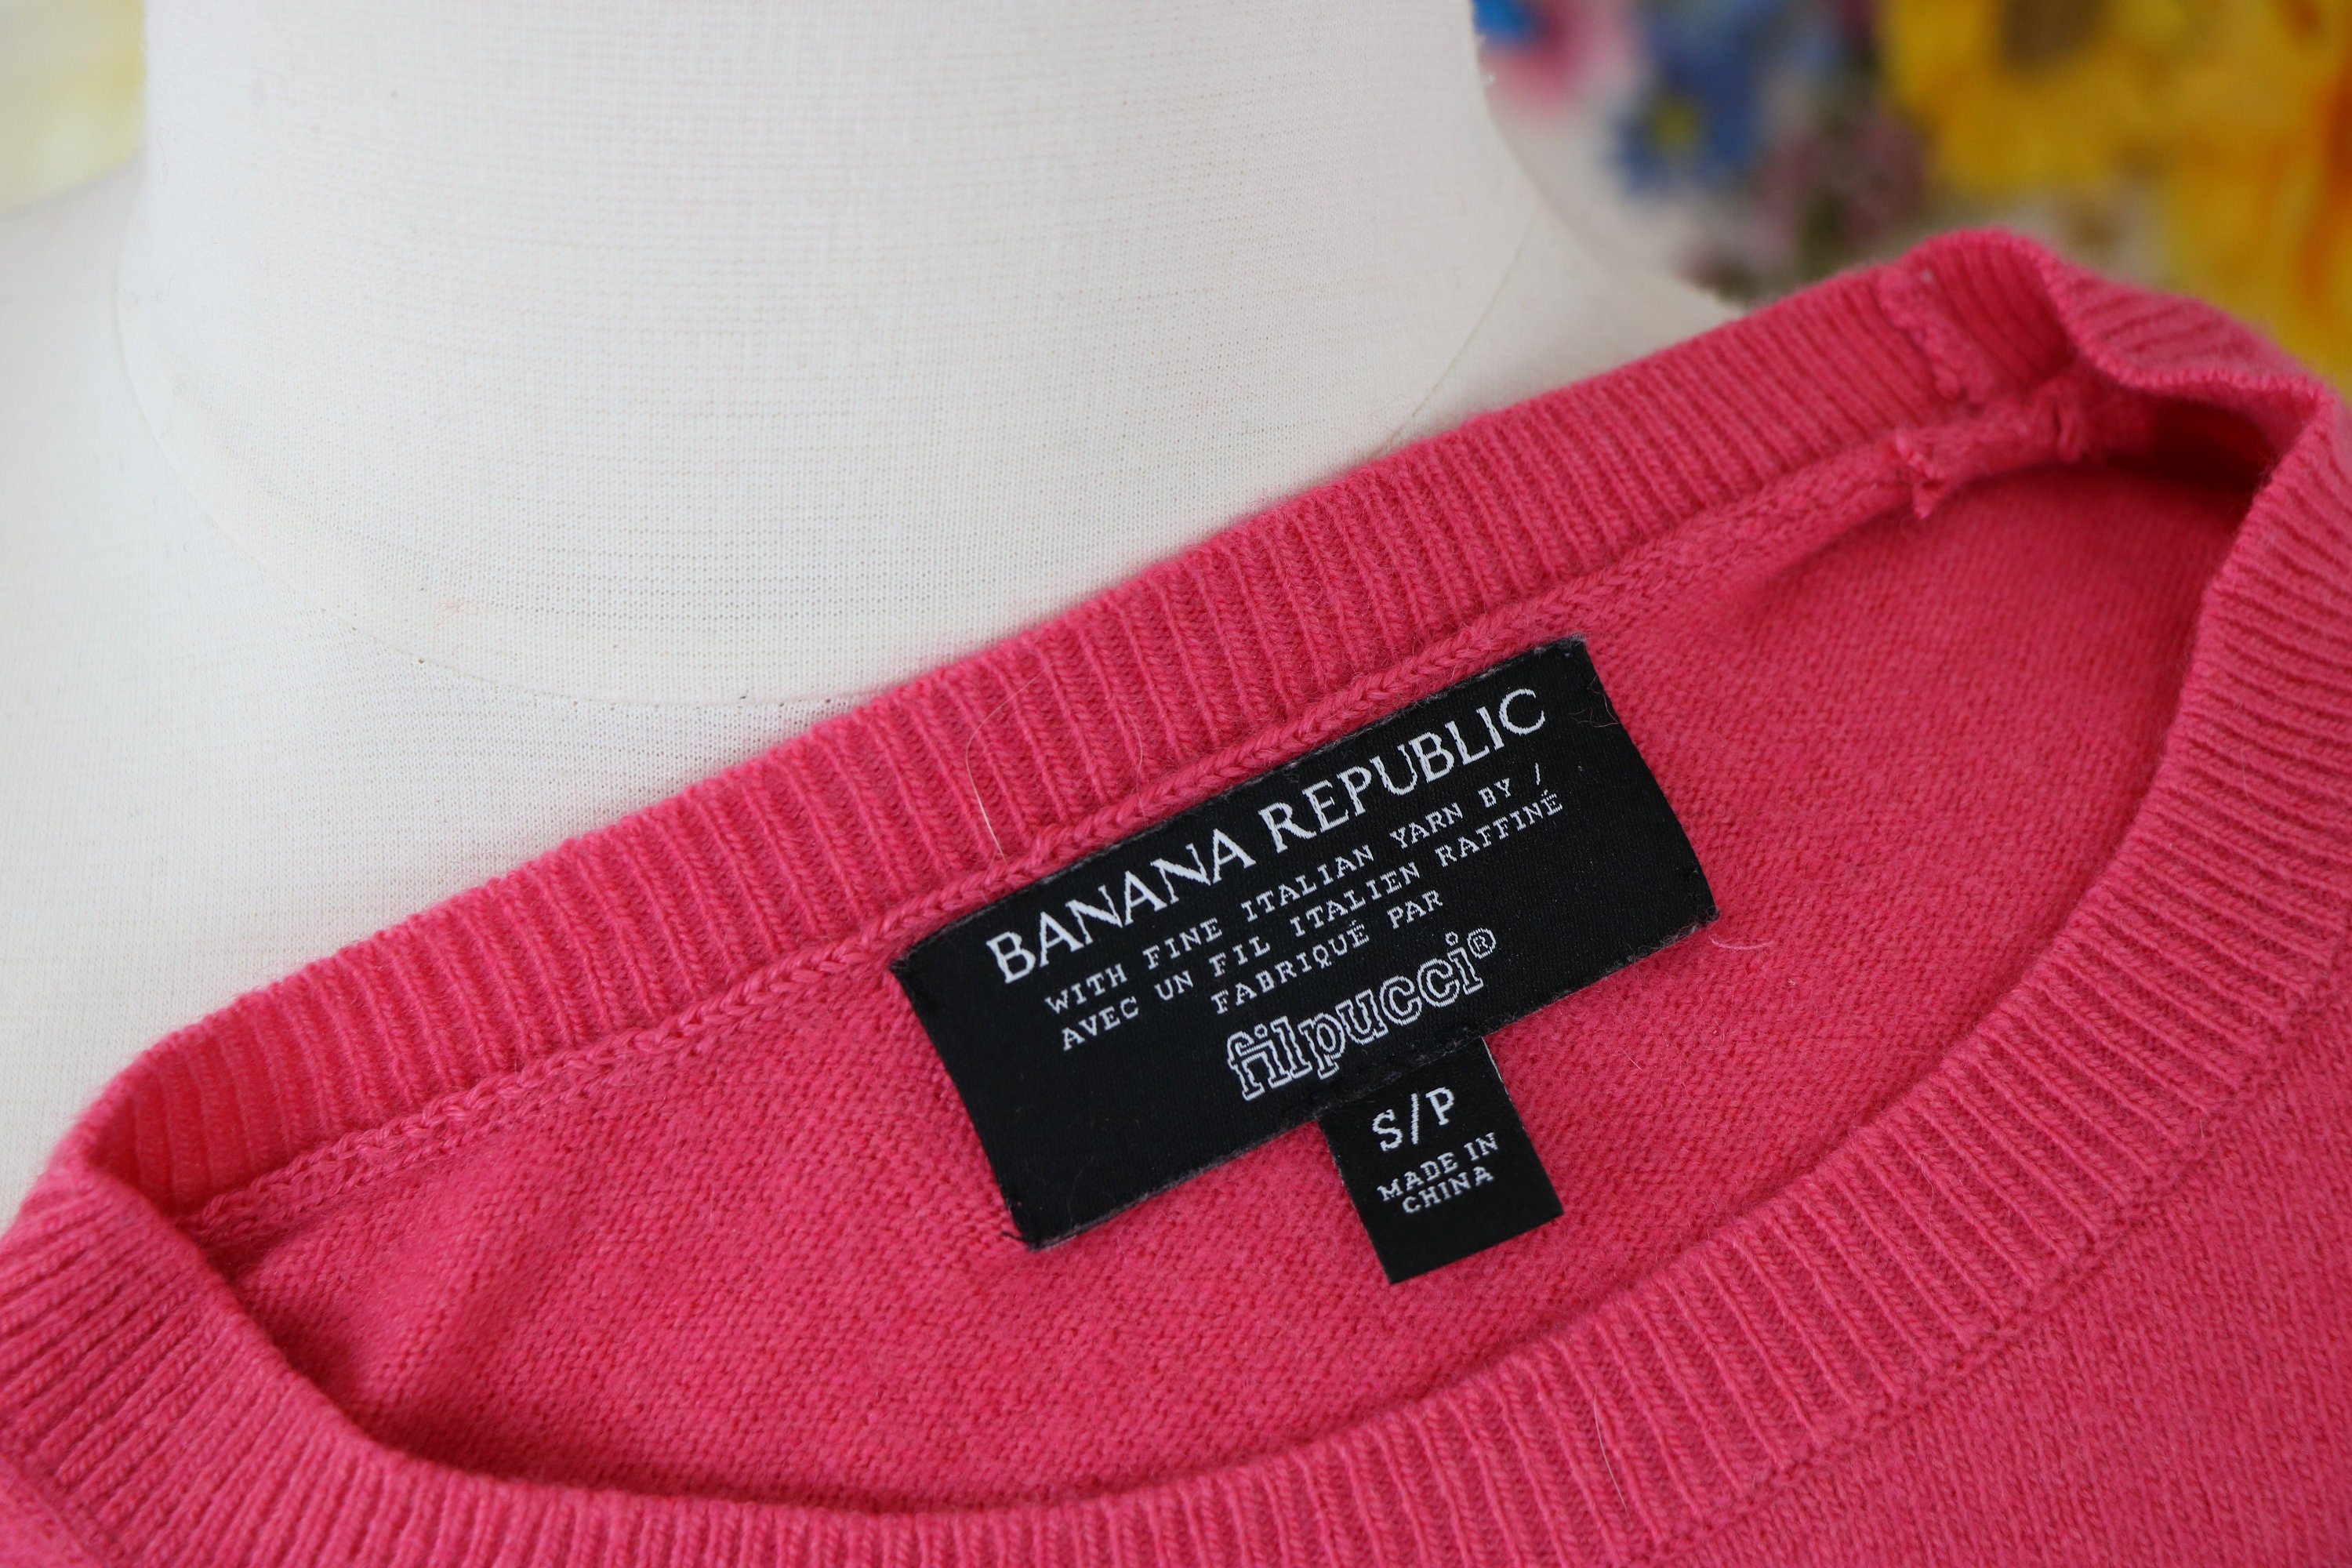 BANANA REPUBLIC
WITH FINE ITALIAN YARN BY /
AVEC UN FIL ITALIEN RAFFINÉ
FABRIQUÉ PAR
filpucci®
S/P
MADE IN
CHINA